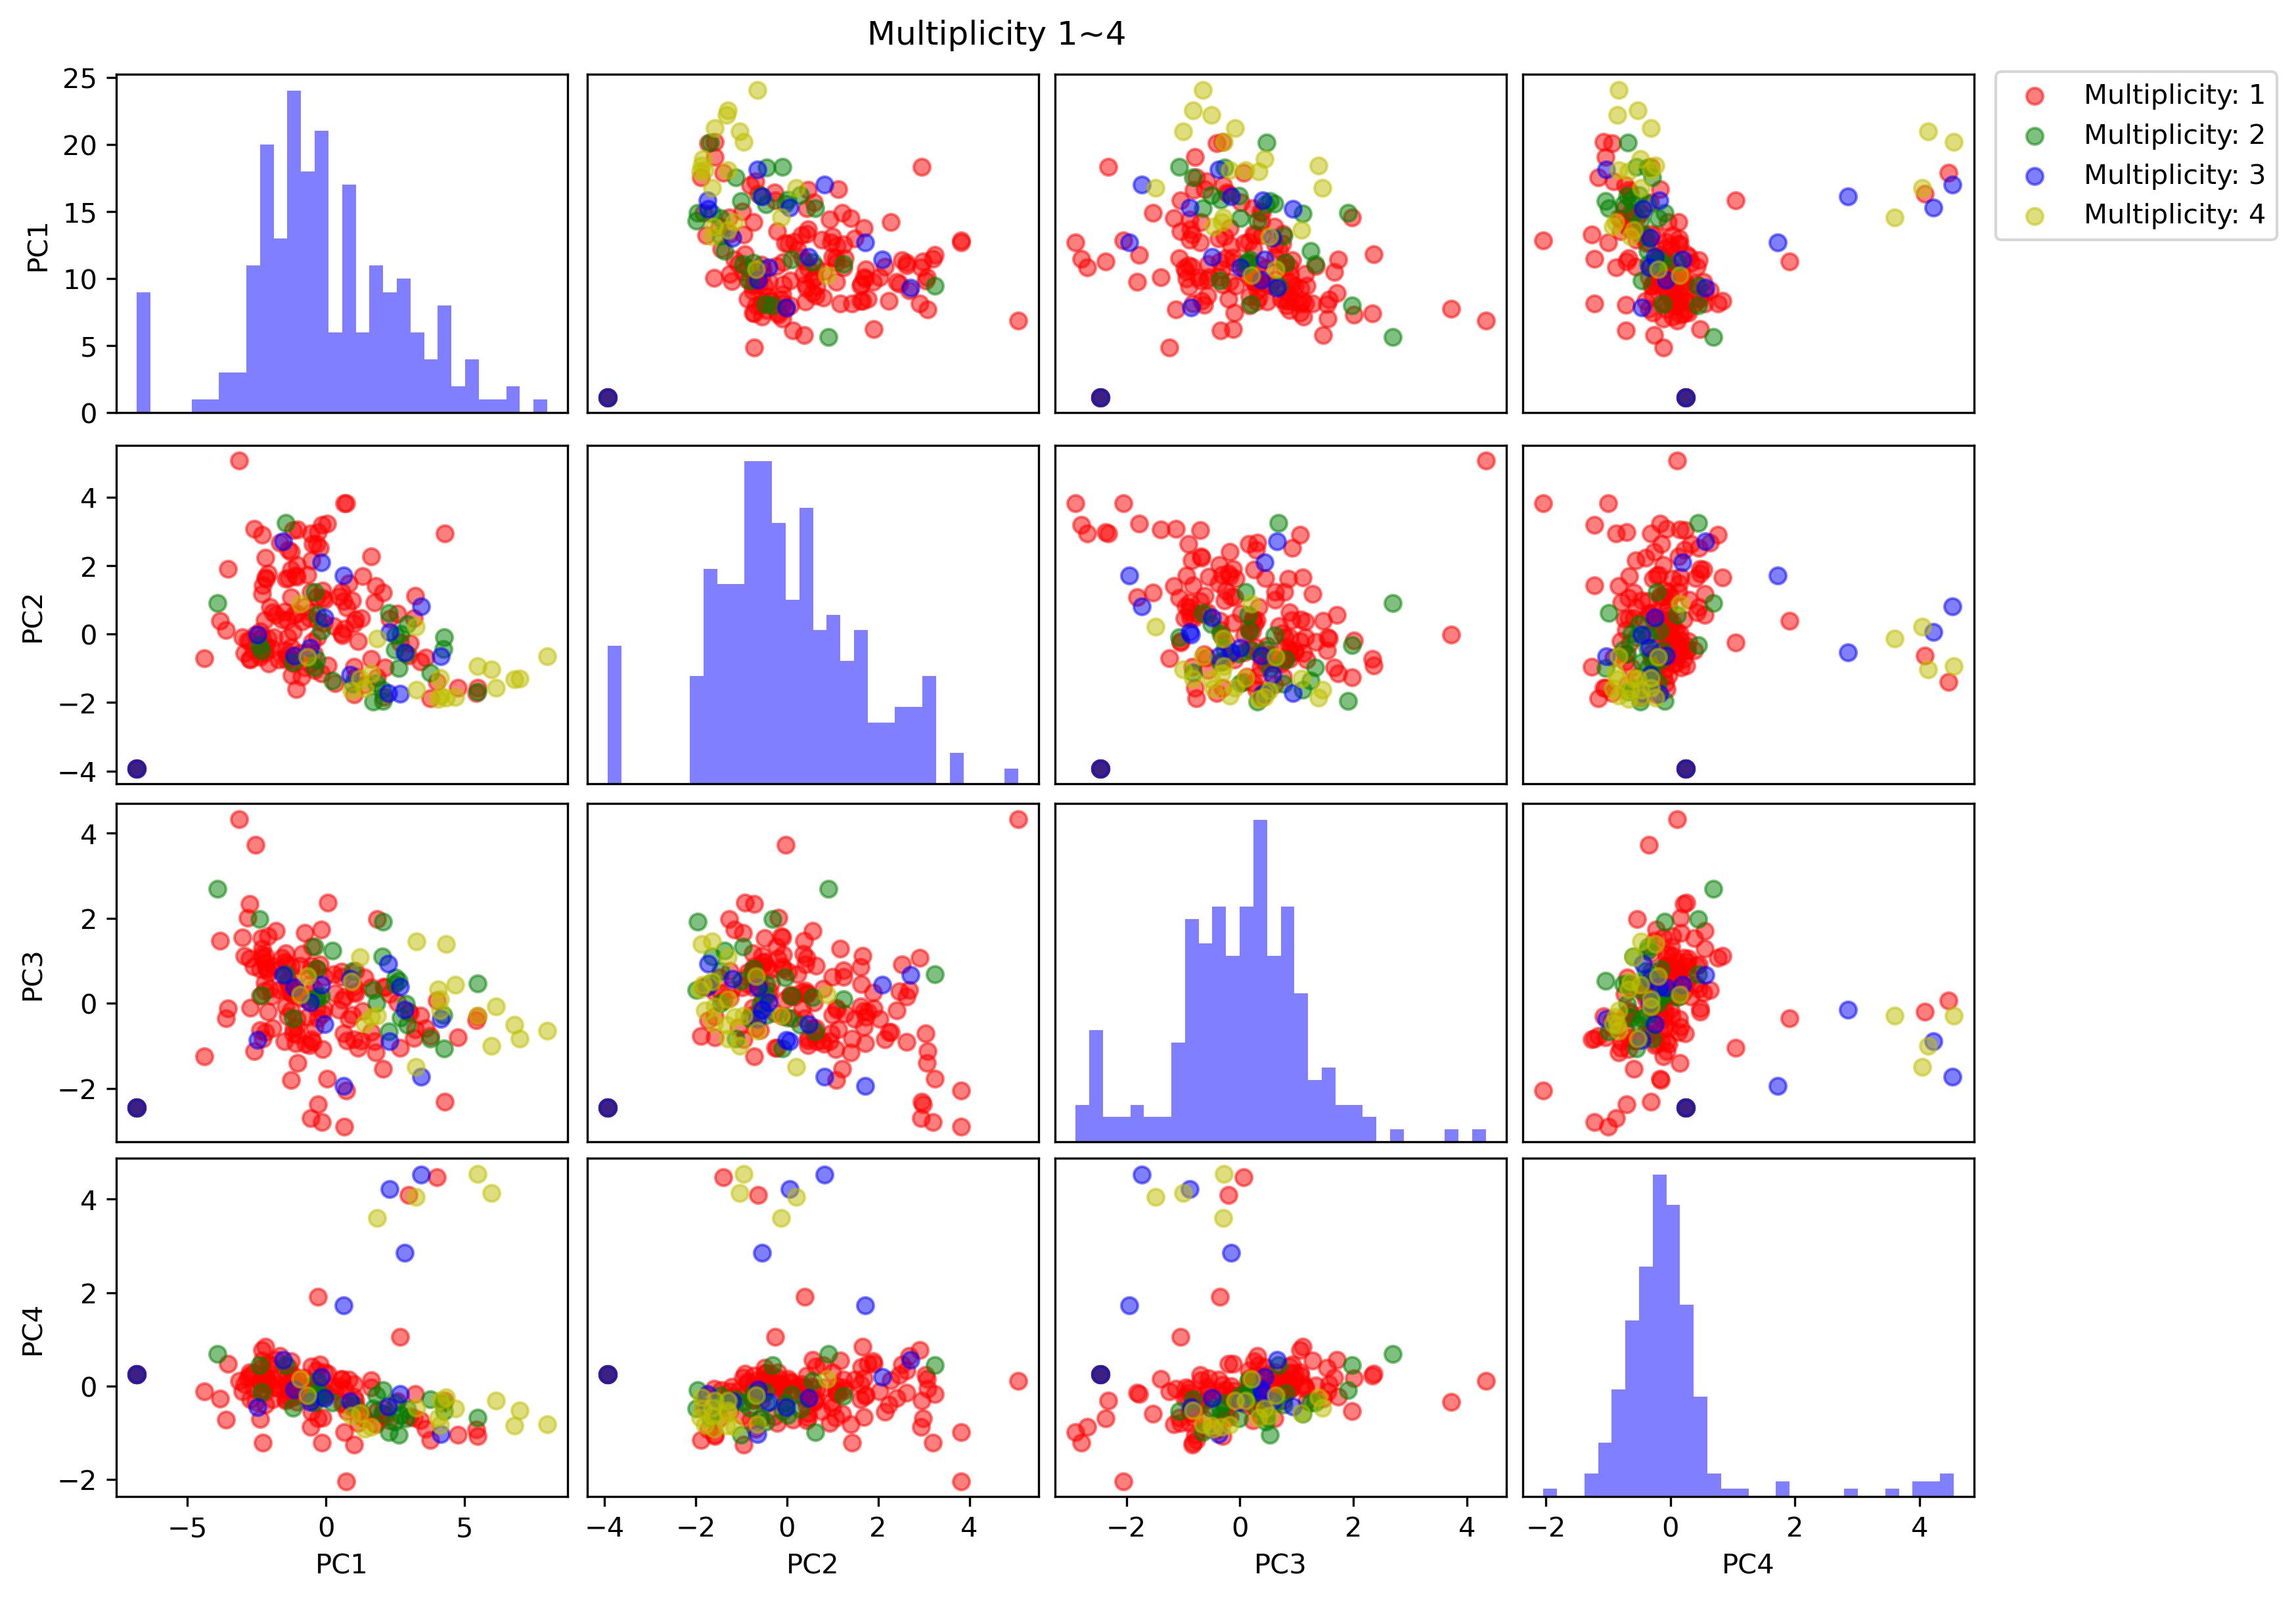 Multiplicity 1~4
Multiplicity: 1
Multiplicity: 2
Multiplicity: 3
Multiplicity: 4
PC1
25
20
15
10
5
0
PC2
4
2
0
−2
−4
PC3
4
2
0
−2
PC4
4
2
0
−2
−5 0 5 −4 −2 0 2 4 −2 0 2 4 −2 0 2 4
PC1 PC2 PC3 PC4